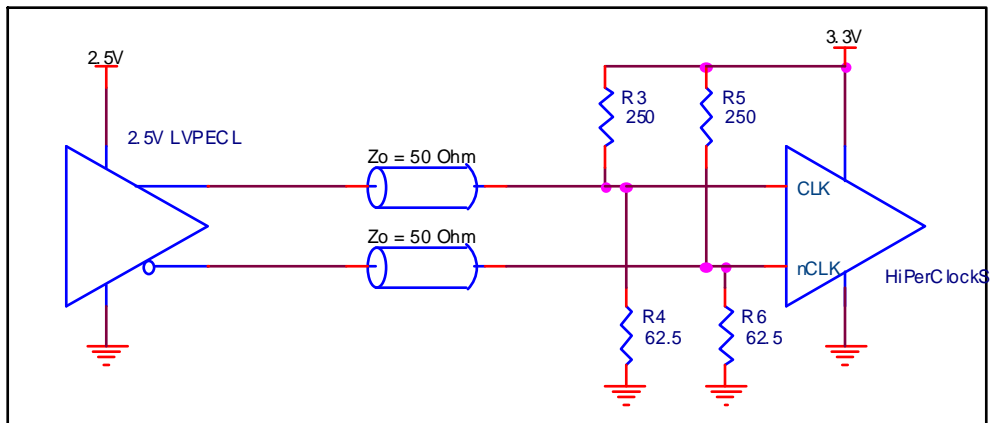 2.5V
3.3V
R3
250
R5
250
2.5V LVPECL
Zo = 50 Ohm
CLK
Zo = 50 Ohm
nCLK
HiPerClockS
R4
62.5
R6
62.5